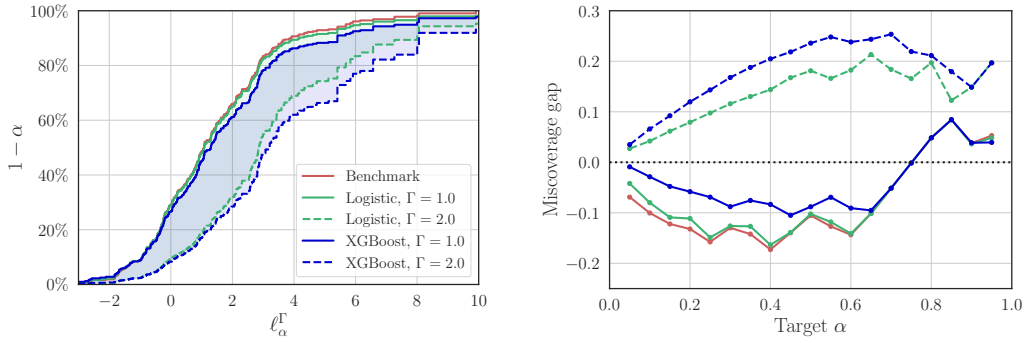 100%
80%
60%
40%
20%
0%
1 − α
−2
0
2
4
6
8
10
ℓ_α^Γ
Benchmark
Logistic, Γ = 1.0
Logistic, Γ = 2.0
XGBoost, Γ = 1.0
XGBoost, Γ = 2.0
0.3
0.2
0.1
0.0
−0.1
−0.2
Miscoverage gap
0.0
0.2
0.4
0.6
0.8
1.0
Target α